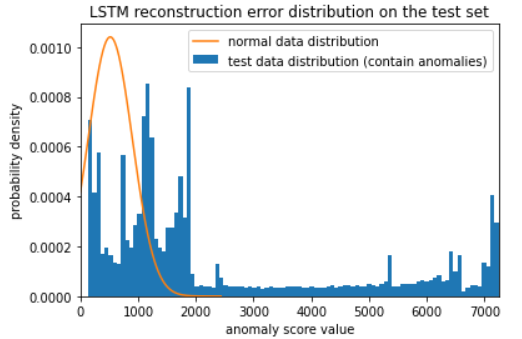 LSTM reconstruction error distribution on the test set
normal data distribution
test data distribution (contain anomalies)
probability density
0.0010
0.0008
0.0006
0.0004
0.0002
0.0000
0 1000 2000 3000 4000 5000 6000 7000
anomaly score value